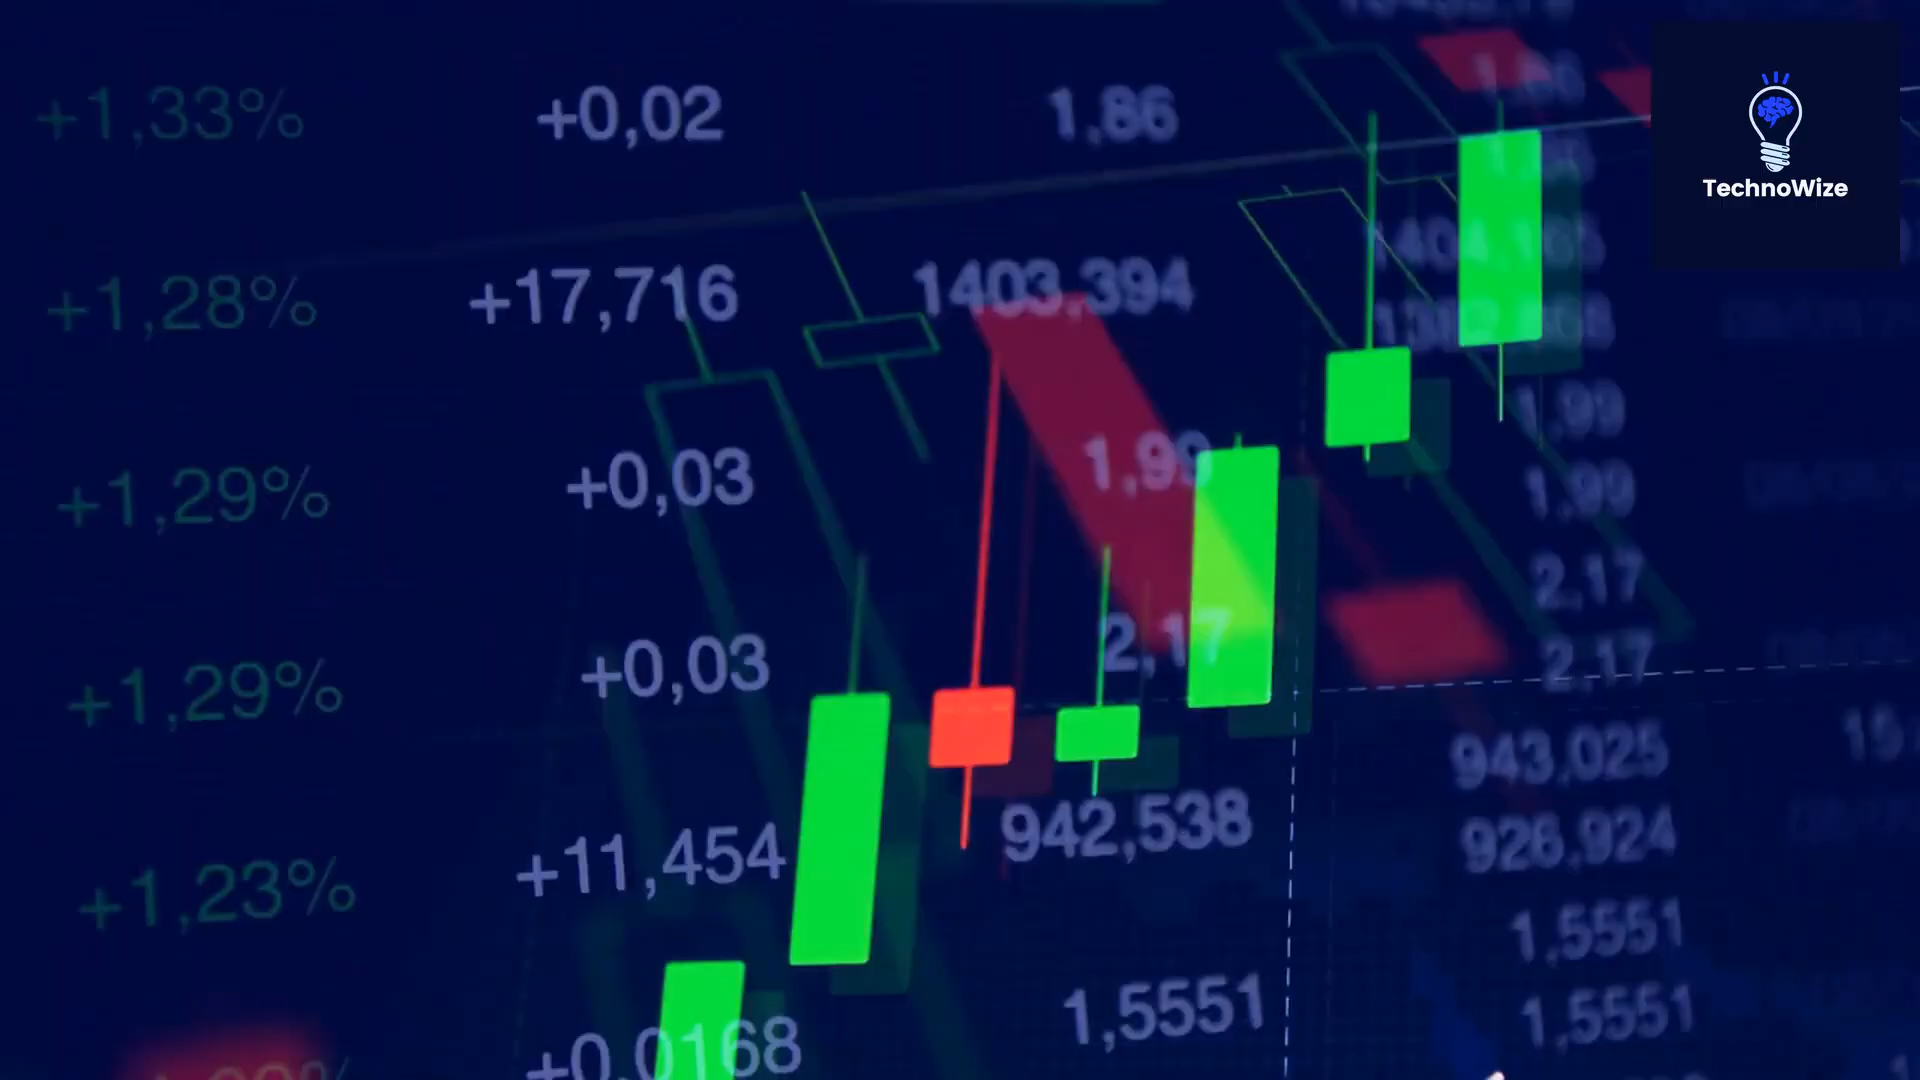 TechnoWize
+1,33% +0,02 1,86 1,86
+1,28% +17,716 1403,394
+1,29% +0,03 1,99 1,99
1,99
+1,29% +0,03 2,17 2,17
2,17
943,025
+1,23% +11,454 942,538 926,924
1,5551
+0,0168 1,5551 1,5551